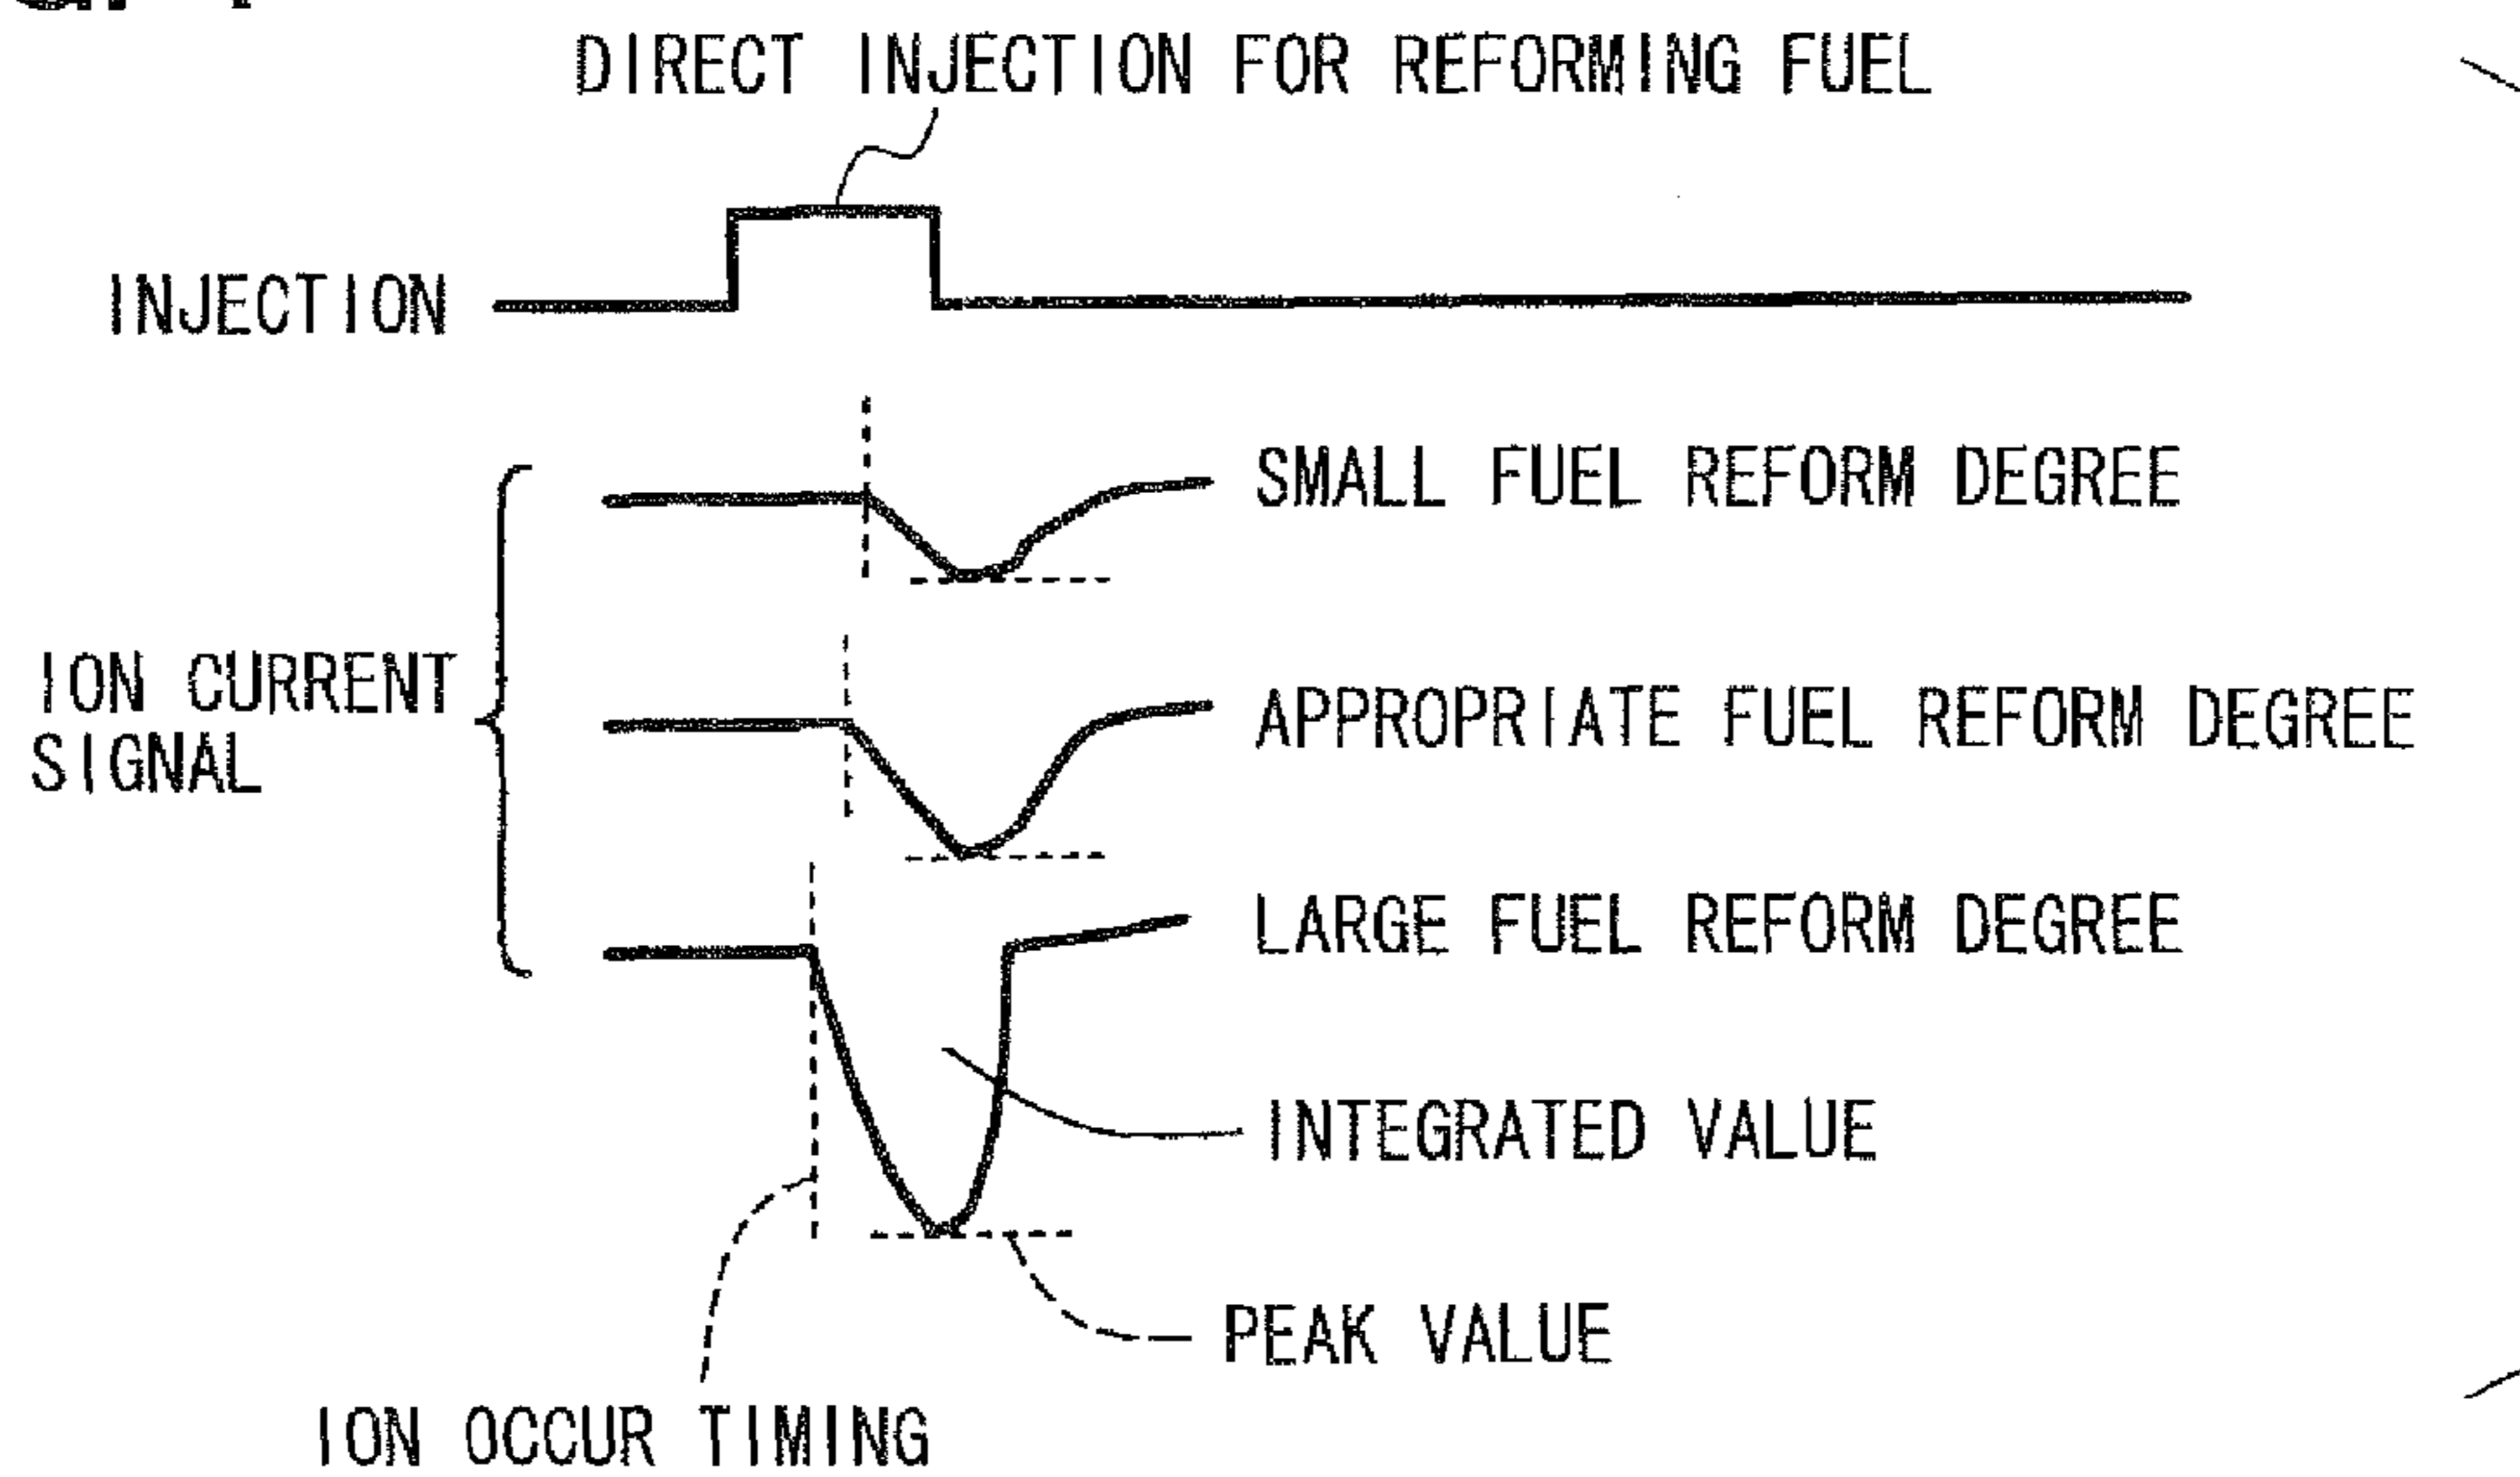 DIRECT INJECTION FOR REFORMING FUEL
INJECTION
SMALL FUEL REFORM DEGREE
ION CURRENT
SIGNAL
APPROPRIATE FUEL REFORM DEGREE
LARGE FUEL REFORM DEGREE
INTEGRATED VALUE
PEAK VALUE
ION OCCUR TIMING